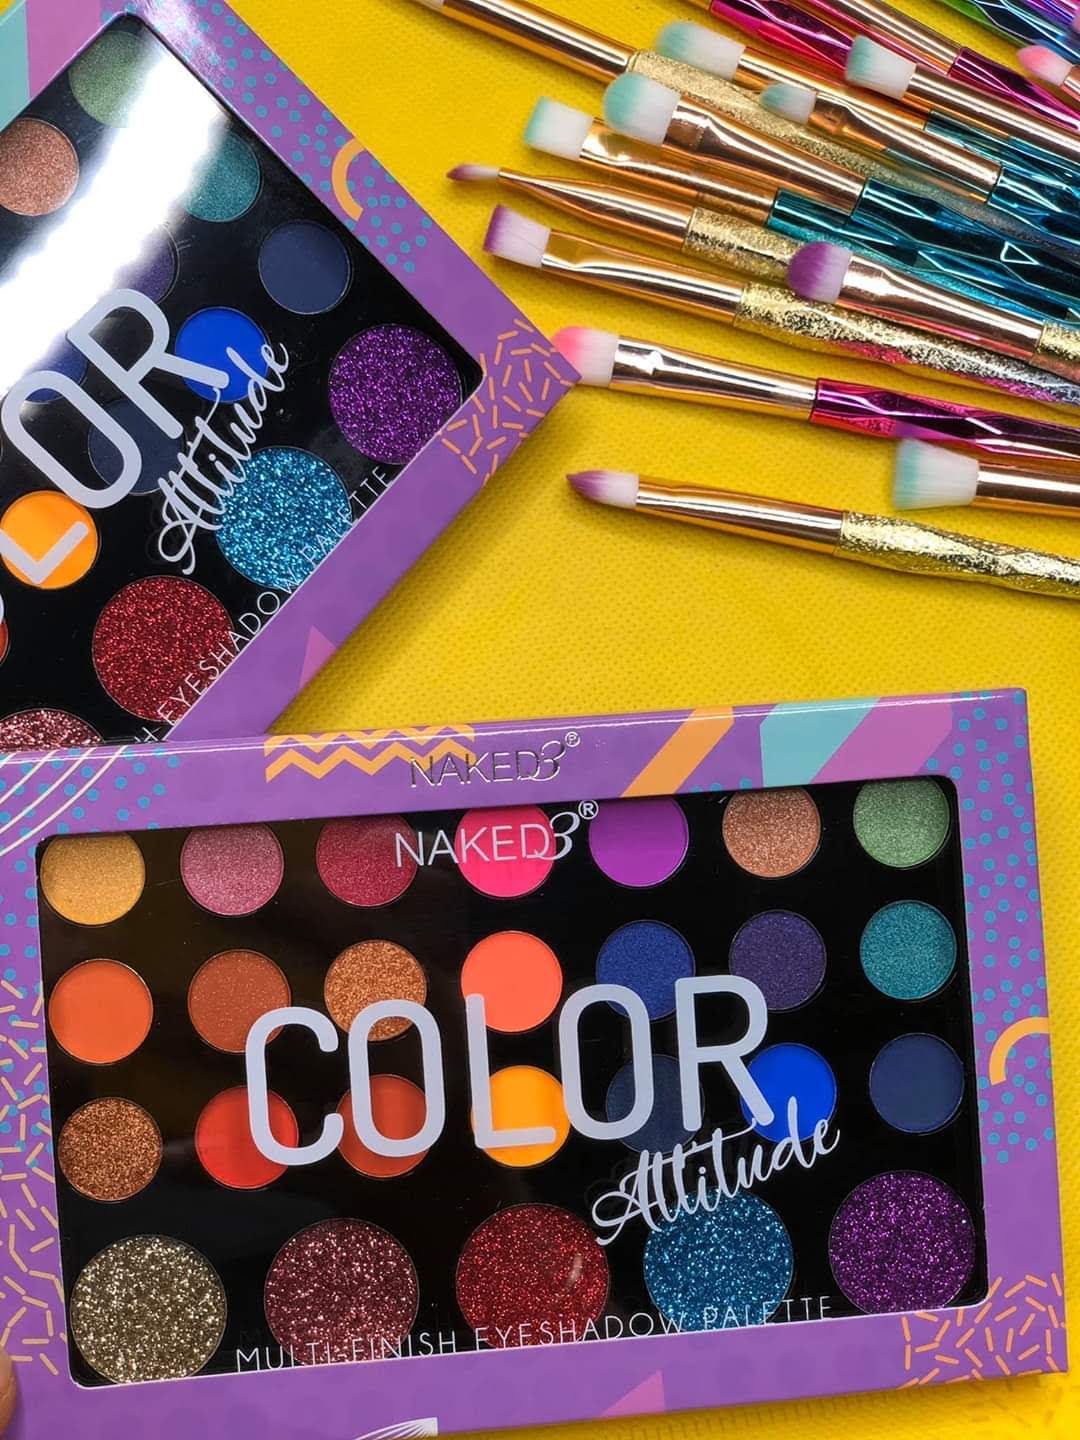 OR
L
Attitude
H EYESHADOW PALETTE
NAKED3®
NAKED3®
COLOR
Attitude
MULTI-FINISH EYESHADOW PALETTE